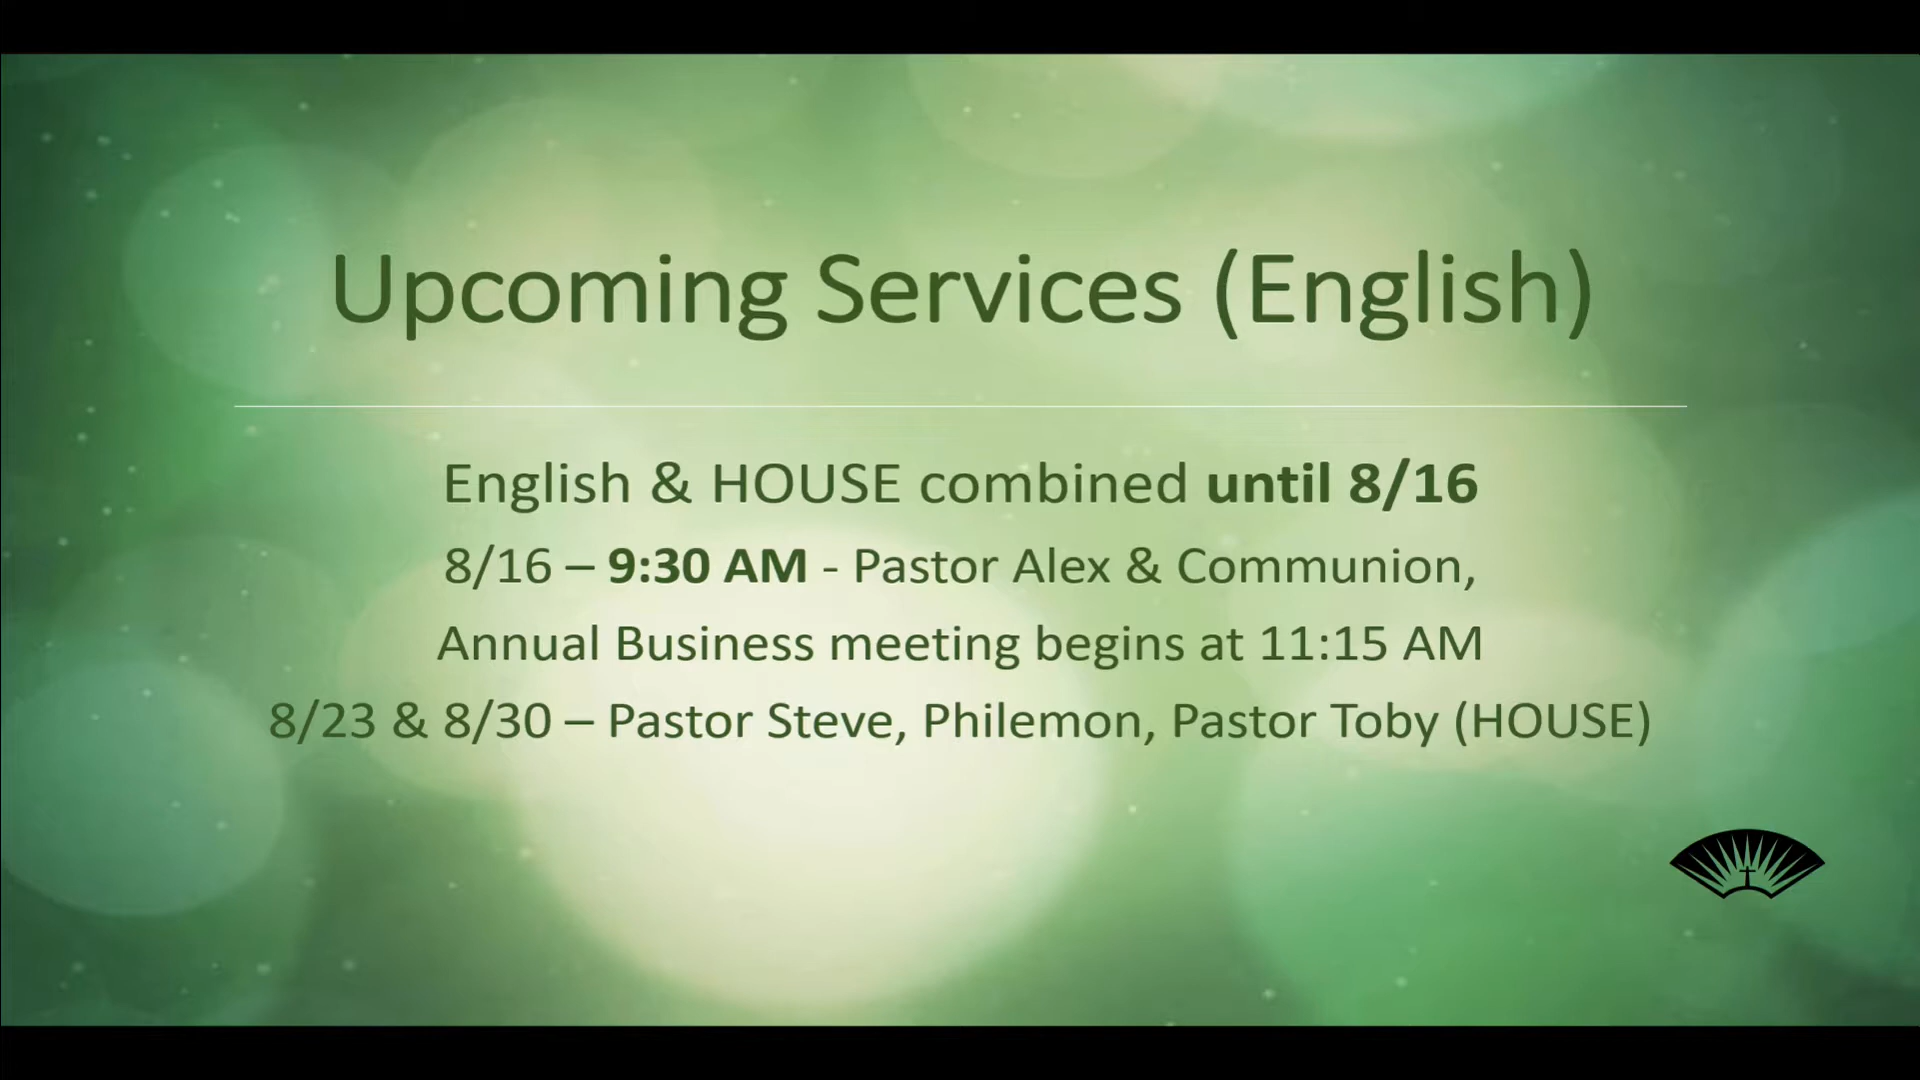 Upcoming Services (English)
English & HOUSE combined until 8/16
8/16 – 9:30 AM - Pastor Alex & Communion,
Annual Business meeting begins at 11:15 AM
8/23 & 8/30 – Pastor Steve, Philemon, Pastor Toby (HOUSE)